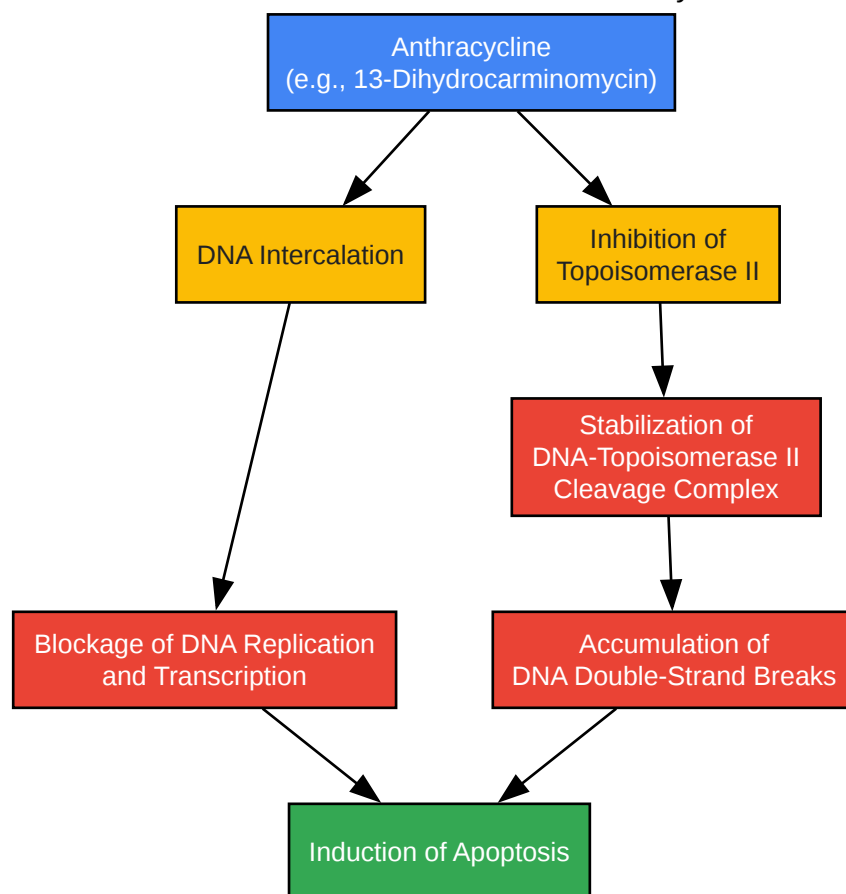 Anthracycline
(e.g., 13-Dihydrocarminomycin)
DNA Intercalation
Inhibition of
Topoisomerase II
Stabilization of
DNA-Topoisomerase II
Cleavage Complex
Blockage of DNA Replication
and Transcription
Accumulation of
DNA Double-Strand Breaks
Induction of Apoptosis